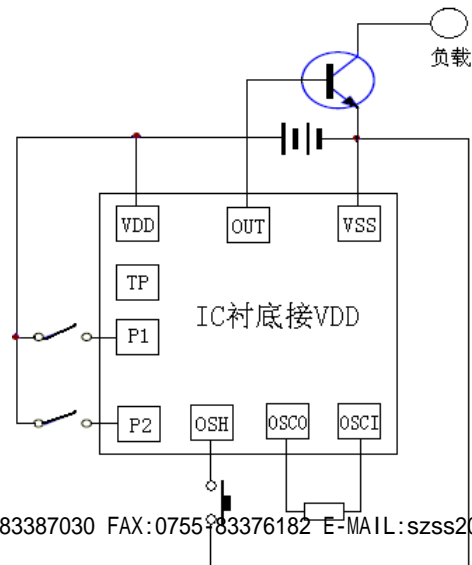 负载
VDD
OUT
VSS
TP
IC衬底接VDD
P1
P2
OSH
OSCO
OSCI
83387030 FAX:0755-83376182 E-MAIL:szss20